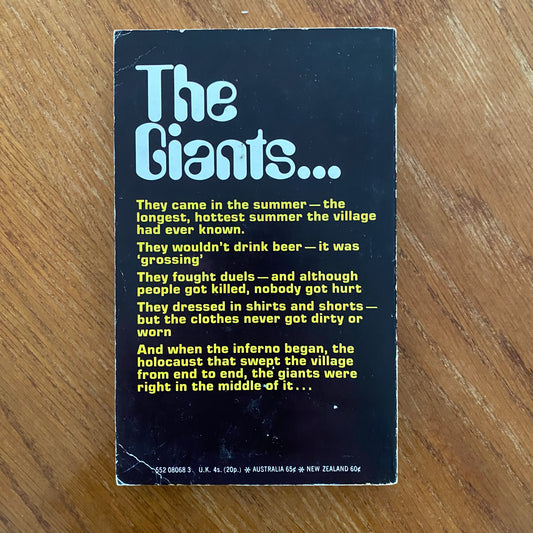 The
Giants...
They came in the summer — the
longest, hottest summer the village
had ever known.
They wouldn't drink beer — it was
'grossing'
They fought duels — and although
people got killed, nobody got hurt
They dressed in shirts and shorts —
but the clothes never got dirty or
worn
And when the inferno began, the
holocaust that swept the village
from end to end, the giants were
right in the middle of it...
552 08068 3 U.K. 4s. (20p.) ✻ AUSTRALIA 65¢ ✻ NEW ZEALAND 60¢